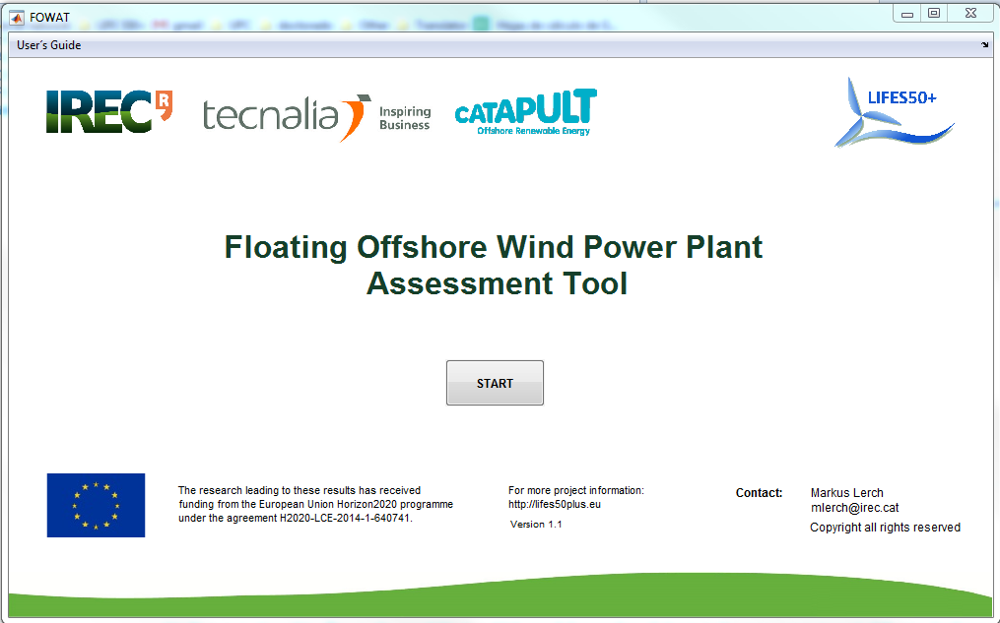 FOWAT
User´s Guide
IREC R
tecnalia Inspiring
Business
CATAPULT
Offshore Renewable Energy
LIFES50+
Floating Offshore Wind Power Plant
Assessment Tool
START
The research leading to these results has received
funding from the European Union Horizon2020 programme
under the agreement H2020-LCE-2014-1-640741.
For more project information:
http://lifes50plus.eu
Version 1.1
Contact:
Markus Lerch
mlerch@irec.cat
Copyright all rights reserved